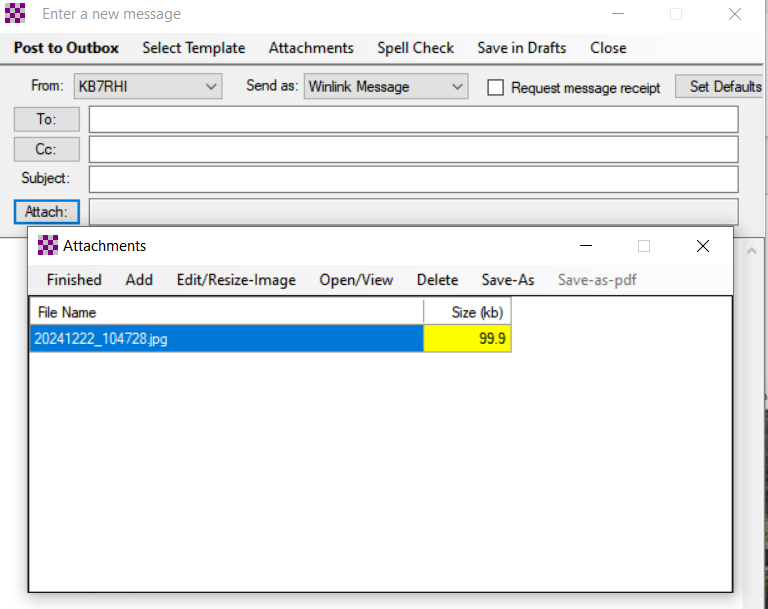 Enter a new message
Post to Outbox Select Template Attachments Spell Check Save in Drafts Close
From: KB7RHI Send as: Winlink Message Request message receipt Set Defaults
To:
Cc:
Subject:
Attach:
Attachments
Finished Add Edit/Resize-Image Open/View Delete Save-As Save-as-pdf
File Name Size (kb)
20241222_104728.jpg 99.9